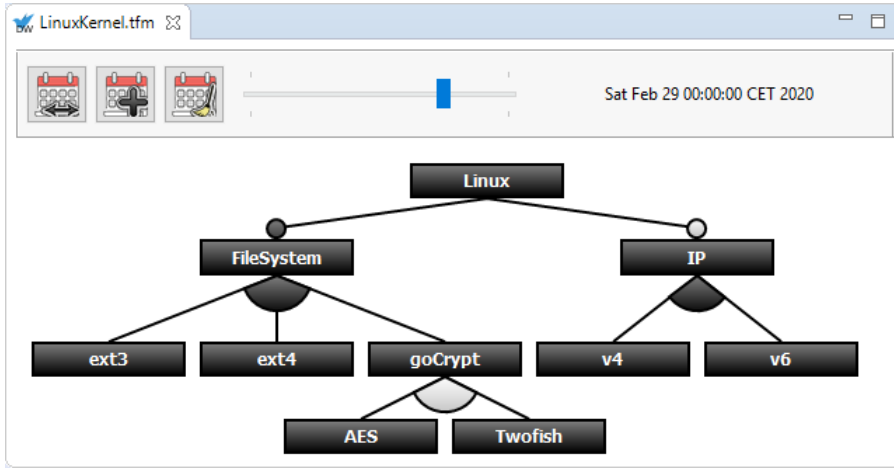 DW LinuxKernel.tfm
Sat Feb 29 00:00:00 CET 2020
Linux
FileSystem IP
ext3 ext4 goCrypt v4 v6
AES Twofish